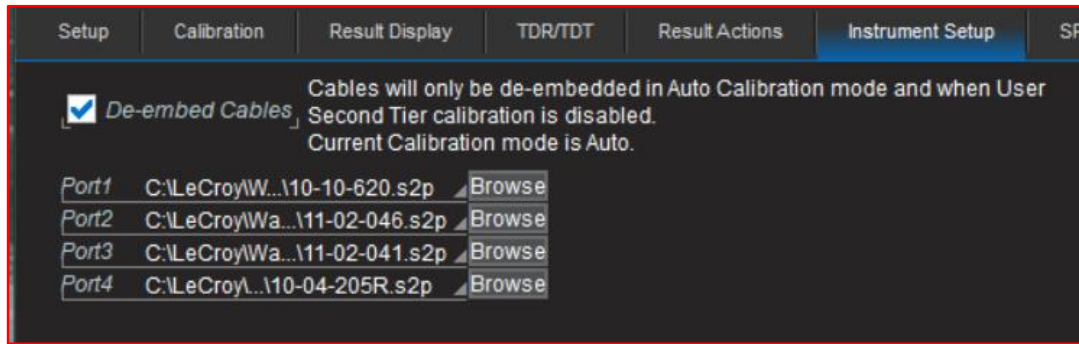 Setup Calibration Result Display TDR/TDT Result Actions Instrument Setup SP
De-embed Cables
Cables will only be de-embedded in Auto Calibration mode and when User
Second Tier calibration is disabled.
Current Calibration mode is Auto.
Port1 C:\LeCroy\W...\10-10-620.s2p Browse
Port2 C:\LeCroy\Wa...\11-02-046.s2p Browse
Port3 C:\LeCroy\Wa...\11-02-041.s2p Browse
Port4 C:\LeCroy\...\10-04-205R.s2p Browse